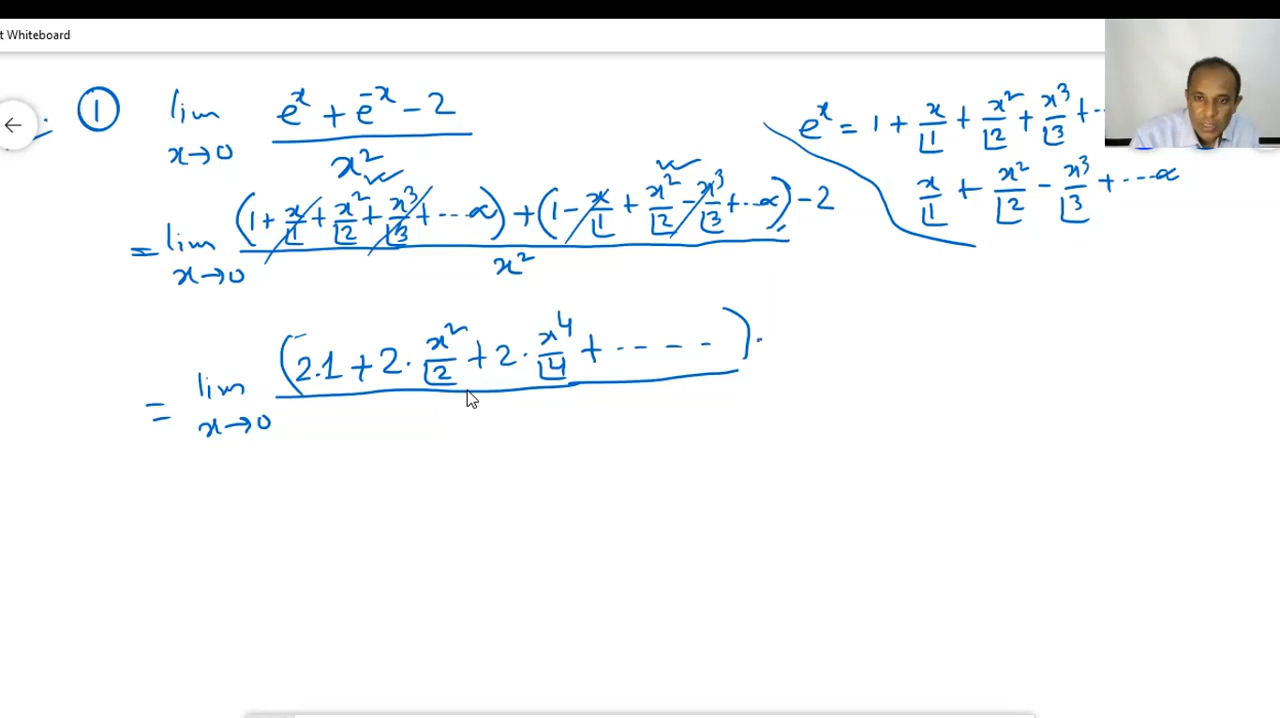 t Whiteboard
① lim x→0 (e^x + e^-x - 2) / x²
e^x = 1 + x/⌊1 + x²/⌊2 + x³/⌊3 + ··
x/⌊1 + x²/⌊2 - x³/⌊3 + ···∝
= lim x→0 ((1 + x/⌊1 + x²/⌊2 + x³/⌊3 + ···∝) + (1 - x/⌊1 + x²/⌊2 - x³/⌊3 + ···∝) - 2) / x²
= lim x→0 (2.1 + 2· x²/⌊2 + 2· x⁴/⌊4 + ·----)·